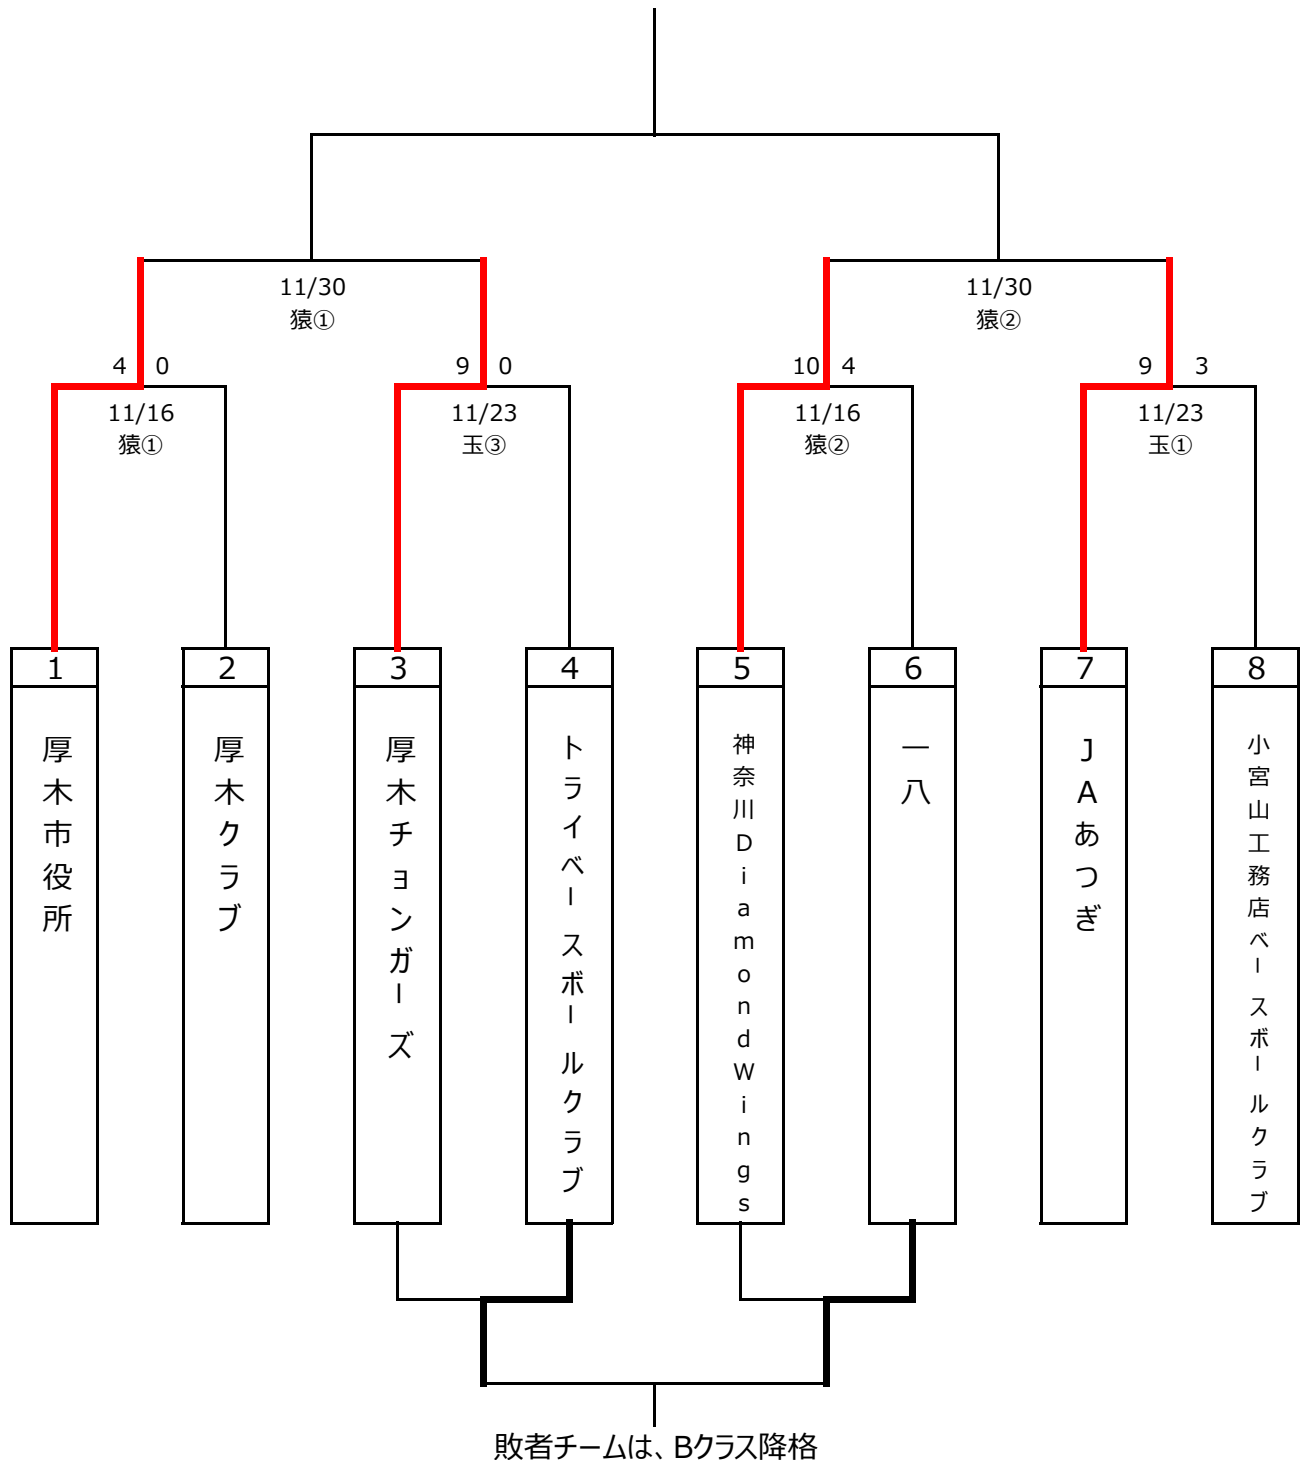 11/30
猿①
11/30
猿②
4 0
9 0
10 4
9 3
11/16
猿①
11/23
玉③
11/16
猿②
11/23
玉①
1
2
3
4
5
6
7
8
厚木市役所
厚木クラブ
厚木チョンガーズ
トライベースボールクラブ
神奈川DiamondWings
一八
JAあつぎ
小宮山工務店ベースボールクラブ
敗者チームは、Bクラス降格